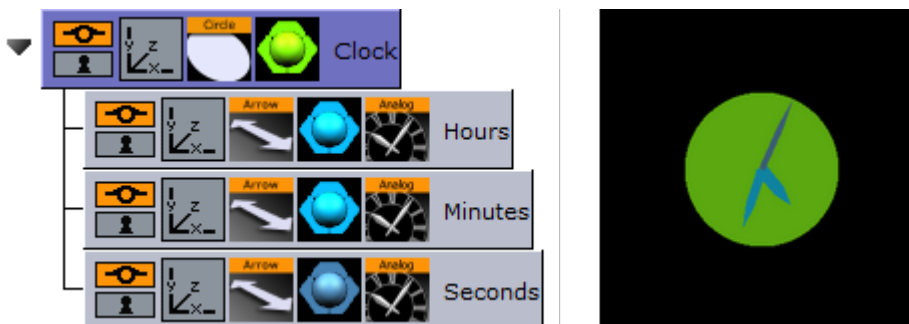 Circle
y z x Clock
Arrow Analog
y z x Hours
Arrow Analog
y z x Minutes
Arrow Analog
y z x Seconds